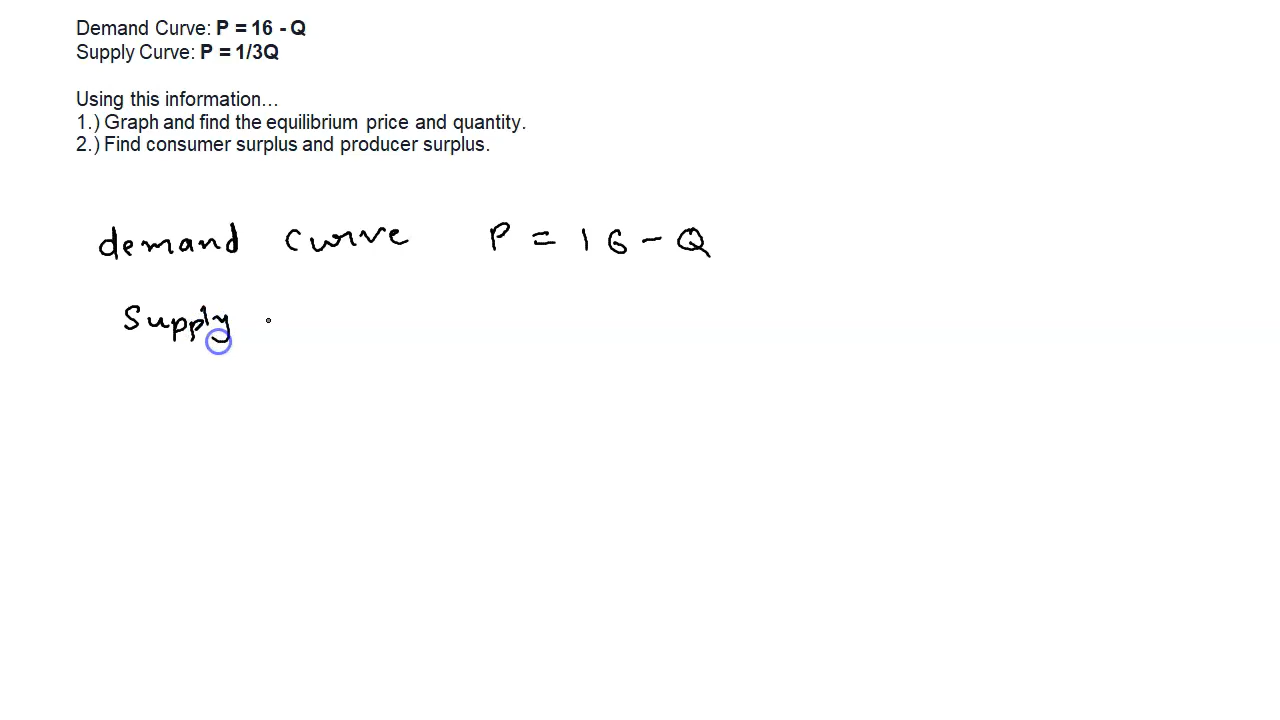 Demand Curve: P = 16 - Q
Supply Curve: P = 1/3Q
Using this information...
1.) Graph and find the equilibrium price and quantity.
2.) Find consumer surplus and producer surplus.
demand curve P = 16 - Q
Supply